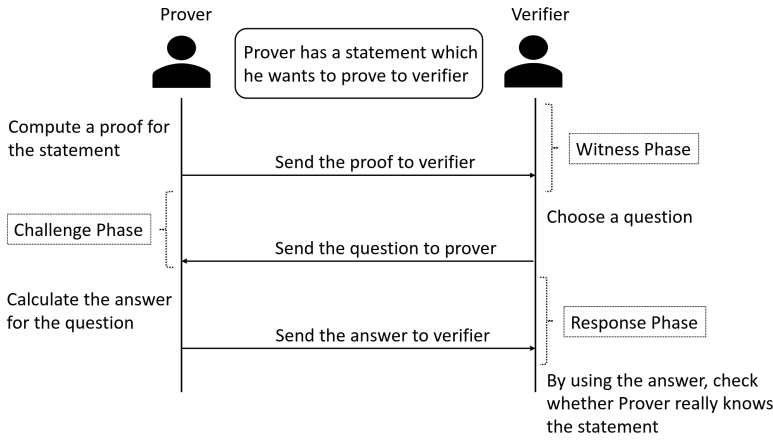 Prover
Verifier
Prover has a statement which
he wants to prove to verifier
Compute a proof for
the statement
Send the proof to verifier
Witness Phase
Challenge Phase
Choose a question
Send the question to prover
Calculate the answer
for the question
Send the answer to verifier
Response Phase
By using the answer, check
whether Prover really knows
the statement